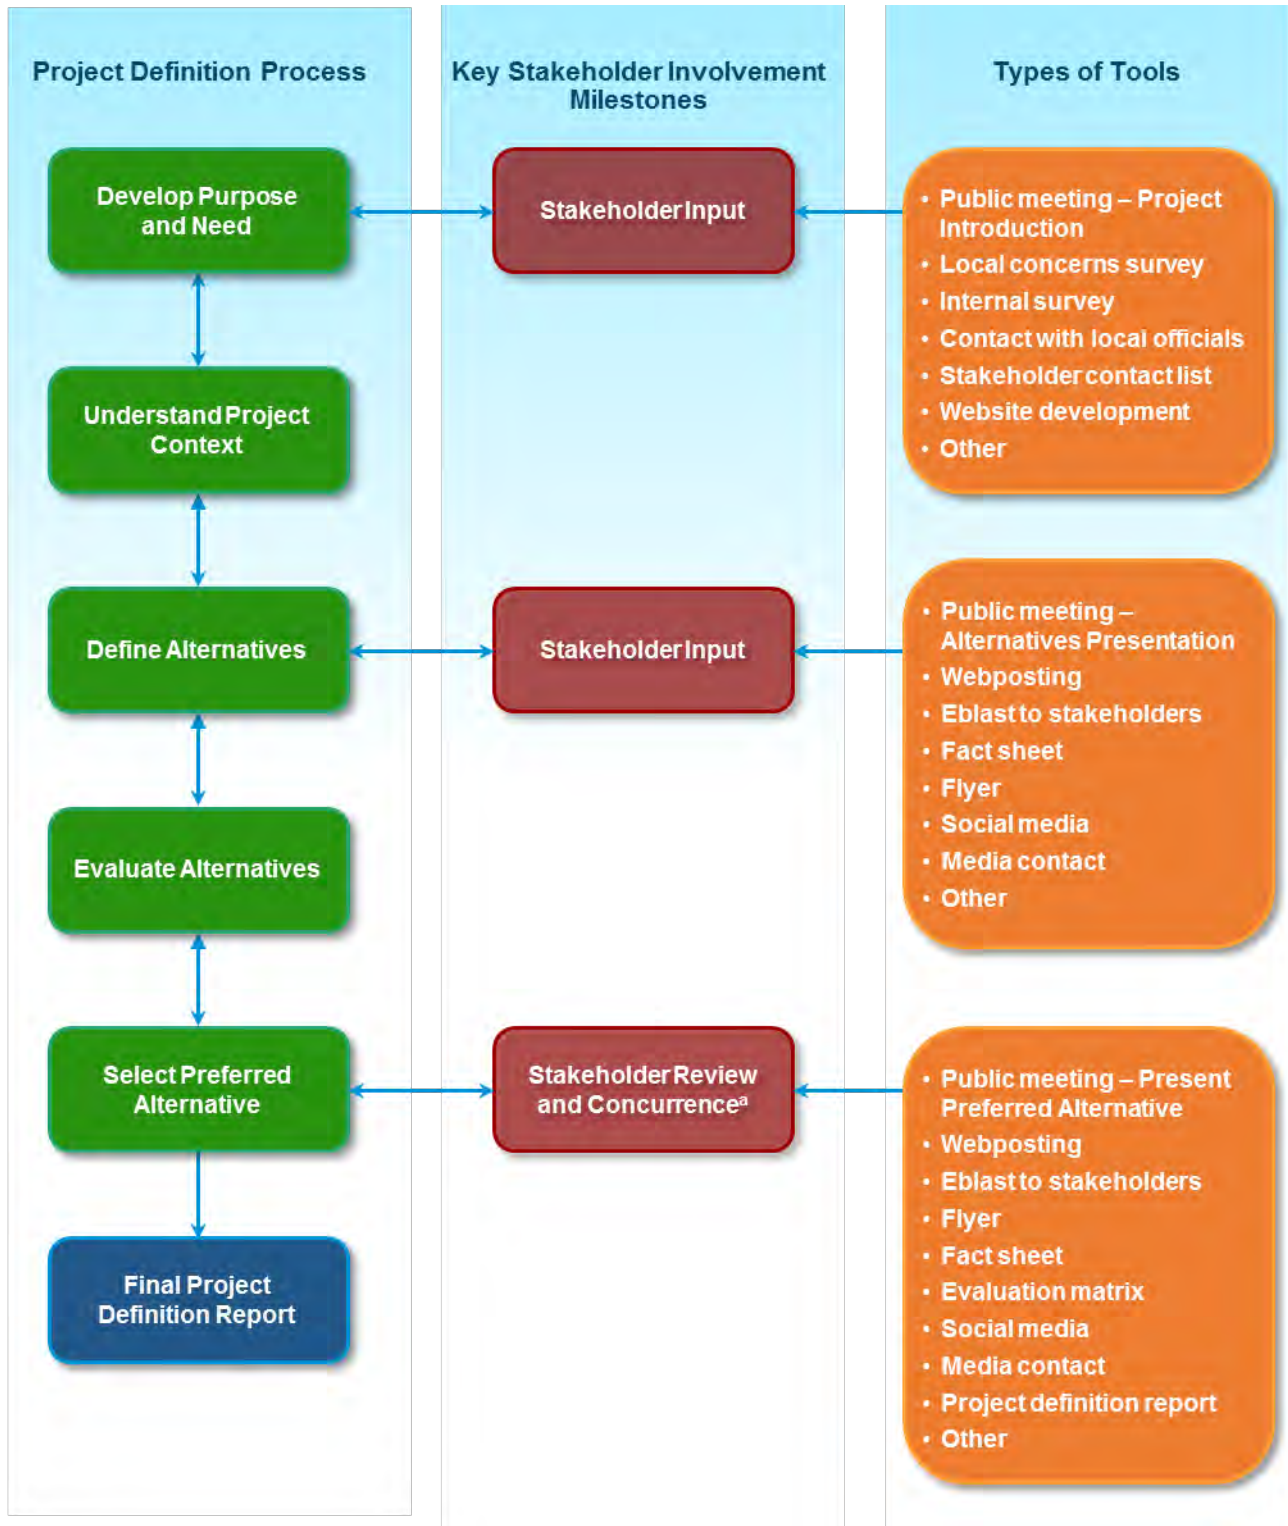 Project Definition Process
Key Stakeholder Involvement
Milestones
Types of Tools
Develop Purpose
and Need
Stakeholder Input
• Public meeting – Project
Introduction
• Local concerns survey
• Internal survey
• Contact with local officials
• Stakeholder contact list
• Website development
• Other
Understand Project
Context
Define Alternatives
Stakeholder Input
• Public meeting –
Alternatives Presentation
• Webposting
• Eblast to stakeholders
• Fact sheet
• Flyer
• Social media
• Media contact
• Other
Evaluate Alternatives
Select Preferred
Alternative
Stakeholder Review
and Concurrenceᵃ
• Public meeting – Present
Preferred Alternative
• Webposting
• Eblast to stakeholders
• Flyer
• Fact sheet
• Evaluation matrix
• Social media
• Media contact
• Project definition report
• Other
Final Project
Definition Report